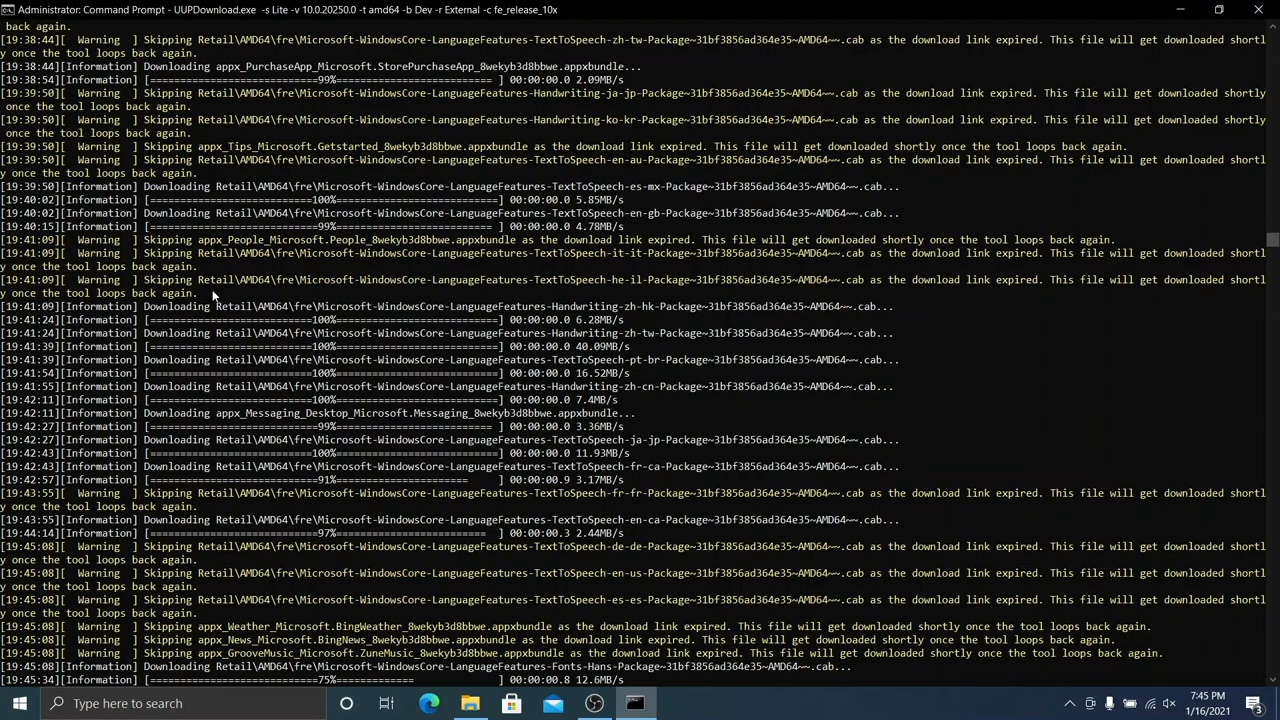 Administrator: Command Prompt - UUPDownload.exe  -s Lite -v 10.0.20250.0 -t amd64 -b Dev -r External -c fe_release_10x
back again.
[19:38:44][  Warning  ] Skipping Retail\AMD64\fre\Microsoft-WindowsCore-LanguageFeatures-TextToSpeech-zh-tw-Package~31bf3856ad364e35~AMD64~~.cab as the download link expired. This file will get downloaded shortl
y once the tool loops back again.
[19:38:44][Information] Downloading appx_PurchaseApp_Microsoft.StorePurchaseApp_8wekyb3d8bbwe.appxbundle...
[19:38:54][Information] [===========================99%========================== ] 00:00:00.0 2.09MB/s
[19:39:50][  Warning  ] Skipping Retail\AMD64\fre\Microsoft-WindowsCore-LanguageFeatures-Handwriting-ja-jp-Package~31bf3856ad364e35~AMD64~~.cab as the download link expired. This file will get downloaded shortly
 once the tool loops back again.
[19:39:50][  Warning  ] Skipping Retail\AMD64\fre\Microsoft-WindowsCore-LanguageFeatures-Handwriting-ko-kr-Package~31bf3856ad364e35~AMD64~~.cab as the download link expired. This file will get downloaded shortly
 once the tool loops back again.
[19:39:50][  Warning  ] Skipping appx_Tips_Microsoft.Getstarted_8wekyb3d8bbwe.appxbundle as the download link expired. This file will get downloaded shortly once the tool loops back again.
[19:39:50][  Warning  ] Skipping Retail\AMD64\fre\Microsoft-WindowsCore-LanguageFeatures-TextToSpeech-en-au-Package~31bf3856ad364e35~AMD64~~.cab as the download link expired. This file will get downloaded shortl
y once the tool loops back again.
[19:39:50][Information] Downloading Retail\AMD64\fre\Microsoft-WindowsCore-LanguageFeatures-TextToSpeech-es-mx-Package~31bf3856ad364e35~AMD64~~.cab...
[19:40:02][Information] [===========================100%===========================] 00:00:00.0 5.85MB/s
[19:40:02][Information] Downloading Retail\AMD64\fre\Microsoft-WindowsCore-LanguageFeatures-TextToSpeech-en-gb-Package~31bf3856ad364e35~AMD64~~.cab...
[19:40:15][Information] [===========================99%========================== ] 00:00:00.0 4.78MB/s
[19:41:09][  Warning  ] Skipping appx_People_Microsoft.People_8wekyb3d8bbwe.appxbundle as the download link expired. This file will get downloaded shortly once the tool loops back again.
[19:41:09][  Warning  ] Skipping Retail\AMD64\fre\Microsoft-WindowsCore-LanguageFeatures-TextToSpeech-it-it-Package~31bf3856ad364e35~AMD64~~.cab as the download link expired. This file will get downloaded shortl
y once the tool loops back again.
[19:41:09][  Warning  ] Skipping Retail\AMD64\fre\Microsoft-WindowsCore-LanguageFeatures-TextToSpeech-he-il-Package~31bf3856ad364e35~AMD64~~.cab as the download link expired. This file will get downloaded shortl
y once the tool loops back again.
[19:41:09][Information] Downloading Retail\AMD64\fre\Microsoft-WindowsCore-LanguageFeatures-Handwriting-zh-hk-Package~31bf3856ad364e35~AMD64~~.cab...
[19:41:24][Information] [===========================100%===========================] 00:00:00.0 6.28MB/s
[19:41:24][Information] Downloading Retail\AMD64\fre\Microsoft-WindowsCore-LanguageFeatures-Handwriting-zh-tw-Package~31bf3856ad364e35~AMD64~~.cab...
[19:41:39][Information] [===========================100%===========================] 00:00:00.0 40.09MB/s
[19:41:39][Information] Downloading Retail\AMD64\fre\Microsoft-WindowsCore-LanguageFeatures-TextToSpeech-pt-br-Package~31bf3856ad364e35~AMD64~~.cab...
[19:41:54][Information] [===========================100%===========================] 00:00:00.0 16.52MB/s
[19:41:55][Information] Downloading Retail\AMD64\fre\Microsoft-WindowsCore-LanguageFeatures-Handwriting-zh-cn-Package~31bf3856ad364e35~AMD64~~.cab...
[19:42:11][Information] [===========================100%===========================] 00:00:00.0 7.4MB/s
[19:42:11][Information] Downloading appx_Messaging_Desktop_Microsoft.Messaging_8wekyb3d8bbwe.appxbundle...
[19:42:27][Information] [===========================99%========================== ] 00:00:00.0 3.36MB/s
[19:42:27][Information] Downloading Retail\AMD64\fre\Microsoft-WindowsCore-LanguageFeatures-TextToSpeech-ja-jp-Package~31bf3856ad364e35~AMD64~~.cab...
[19:42:43][Information] [===========================100%===========================] 00:00:00.0 11.93MB/s
[19:42:43][Information] Downloading Retail\AMD64\fre\Microsoft-WindowsCore-LanguageFeatures-TextToSpeech-fr-ca-Package~31bf3856ad364e35~AMD64~~.cab...
[19:42:57][Information] [===========================91%======================     ] 00:00:00.9 3.17MB/s
[19:43:55][  Warning  ] Skipping Retail\AMD64\fre\Microsoft-WindowsCore-LanguageFeatures-TextToSpeech-fr-fr-Package~31bf3856ad364e35~AMD64~~.cab as the download link expired. This file will get downloaded shortl
y once the tool loops back again.
[19:43:55][Information] Downloading Retail\AMD64\fre\Microsoft-WindowsCore-LanguageFeatures-TextToSpeech-en-ca-Package~31bf3856ad364e35~AMD64~~.cab...
[19:44:14][Information] [===========================97%=========================  ] 00:00:00.3 2.44MB/s
[19:45:08][  Warning  ] Skipping Retail\AMD64\fre\Microsoft-WindowsCore-LanguageFeatures-TextToSpeech-de-de-Package~31bf3856ad364e35~AMD64~~.cab as the download link expired. This file will get downloaded shortl
y once the tool loops back again.
[19:45:08][  Warning  ] Skipping Retail\AMD64\fre\Microsoft-WindowsCore-LanguageFeatures-TextToSpeech-en-us-Package~31bf3856ad364e35~AMD64~~.cab as the download link expired. This file will get downloaded shortl
y once the tool loops back again.
[19:45:08][  Warning  ] Skipping Retail\AMD64\fre\Microsoft-WindowsCore-LanguageFeatures-TextToSpeech-es-es-Package~31bf3856ad364e35~AMD64~~.cab as the download link expired. This file will get downloaded shortl
y once the tool loops back again.
[19:45:08][  Warning  ] Skipping appx_Weather_Microsoft.BingWeather_8wekyb3d8bbwe.appxbundle as the download link expired. This file will get downloaded shortly once the tool loops back again.
[19:45:08][  Warning  ] Skipping appx_News_Microsoft.BingNews_8wekyb3d8bbwe.appxbundle as the download link expired. This file will get downloaded shortly once the tool loops back again.
[19:45:08][  Warning  ] Skipping appx_GrooveMusic_Microsoft.ZuneMusic_8wekyb3d8bbwe.appxbundle as the download link expired. This file will get downloaded shortly once the tool loops back again.
[19:45:08][Information] Downloading Retail\AMD64\fre\Microsoft-WindowsCore-Fonts-Hans-Package~31bf3856ad364e35~AMD64~~.cab...
[19:45:34][Information] [===========================75%=============              ] 00:00:00.8 12.6MB/s
Type here to search
7:45 PM
1/16/2021
3